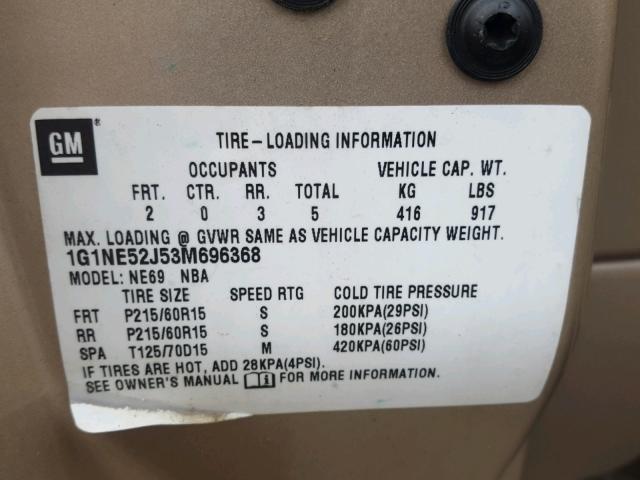 GM ® TIRE-LOADING INFORMATION
OCCUPANTS VEHICLE CAP. WT.
FRT. CTR. RR. TOTAL KG LBS
2 0 3 5 416 917
MAX. LOADING @ GVWR SAME AS VEHICLE CAPACITY WEIGHT.
1G1NE52J53M696368
MODEL: NE69 NBA
TIRE SIZE SPEED RTG COLD TIRE PRESSURE
FRT P215/60R15 S 200KPA(29PSI)
RR P215/60R15 S 180KPA(26PSI)
SPA T125/70D15 M 420KPA(60PSI)
IF TIRES ARE HOT, ADD 28KPA(4PSI).
SEE OWNER'S MANUAL FOR MORE INFORMATION.